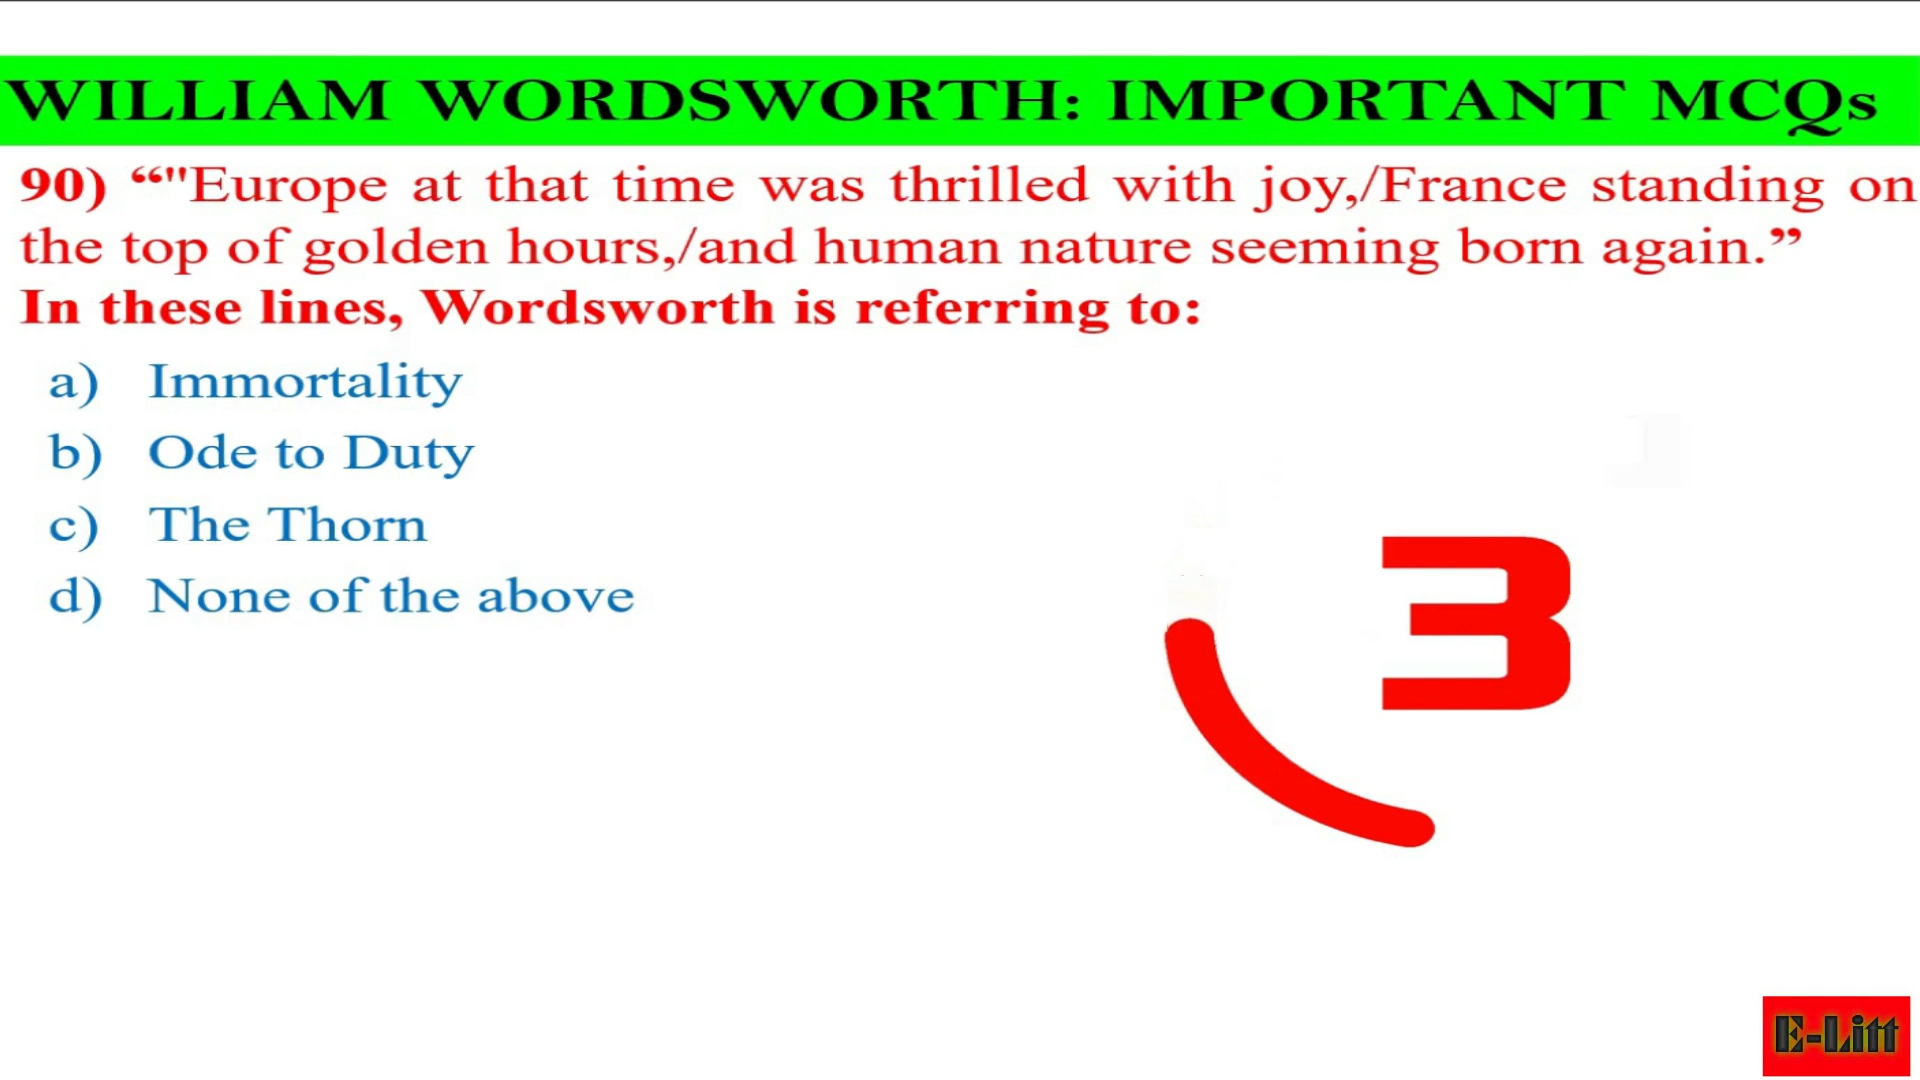 WILLIAM WORDSWORTH: IMPORTANT MCQs
90) “"Europe at that time was thrilled with joy,/France standing on
the top of golden hours,/and human nature seeming born again.”
In these lines, Wordsworth is referring to:
a) Immortality
b) Ode to Duty
c) The Thorn
d) None of the above
3
E-Litt